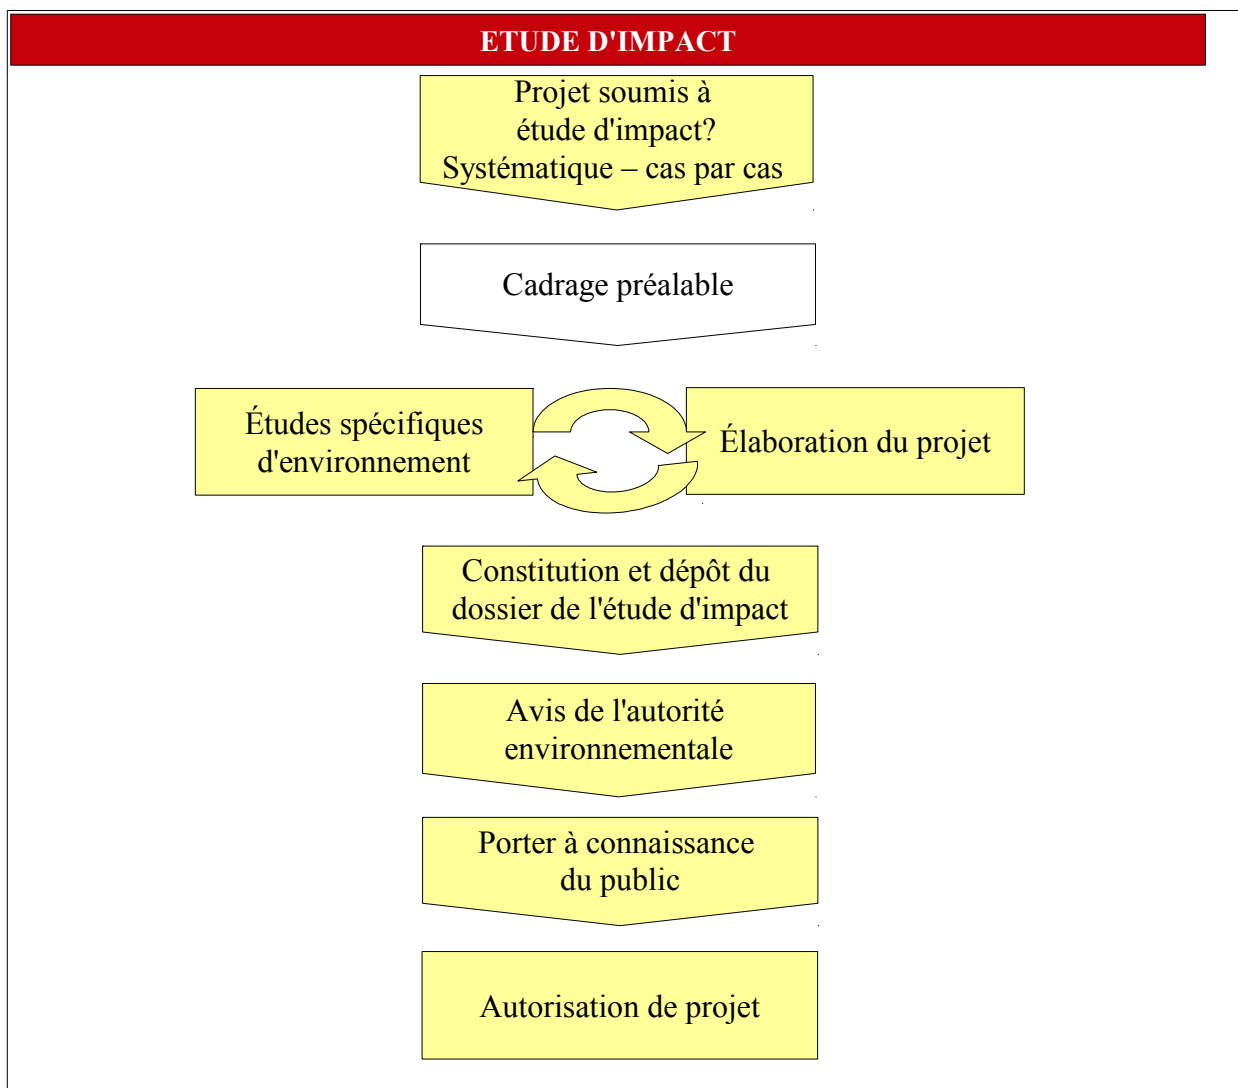 ETUDE D'IMPACT
Projet soumis à
étude d'impact?
Systématique – cas par cas
Cadrage préalable
Études spécifiques
d'environnement
Élaboration du projet
Constitution et dépôt du
dossier de l'étude d'impact
Avis de l'autorité
environnementale
Porter à connaissance
du public
Autorisation de projet